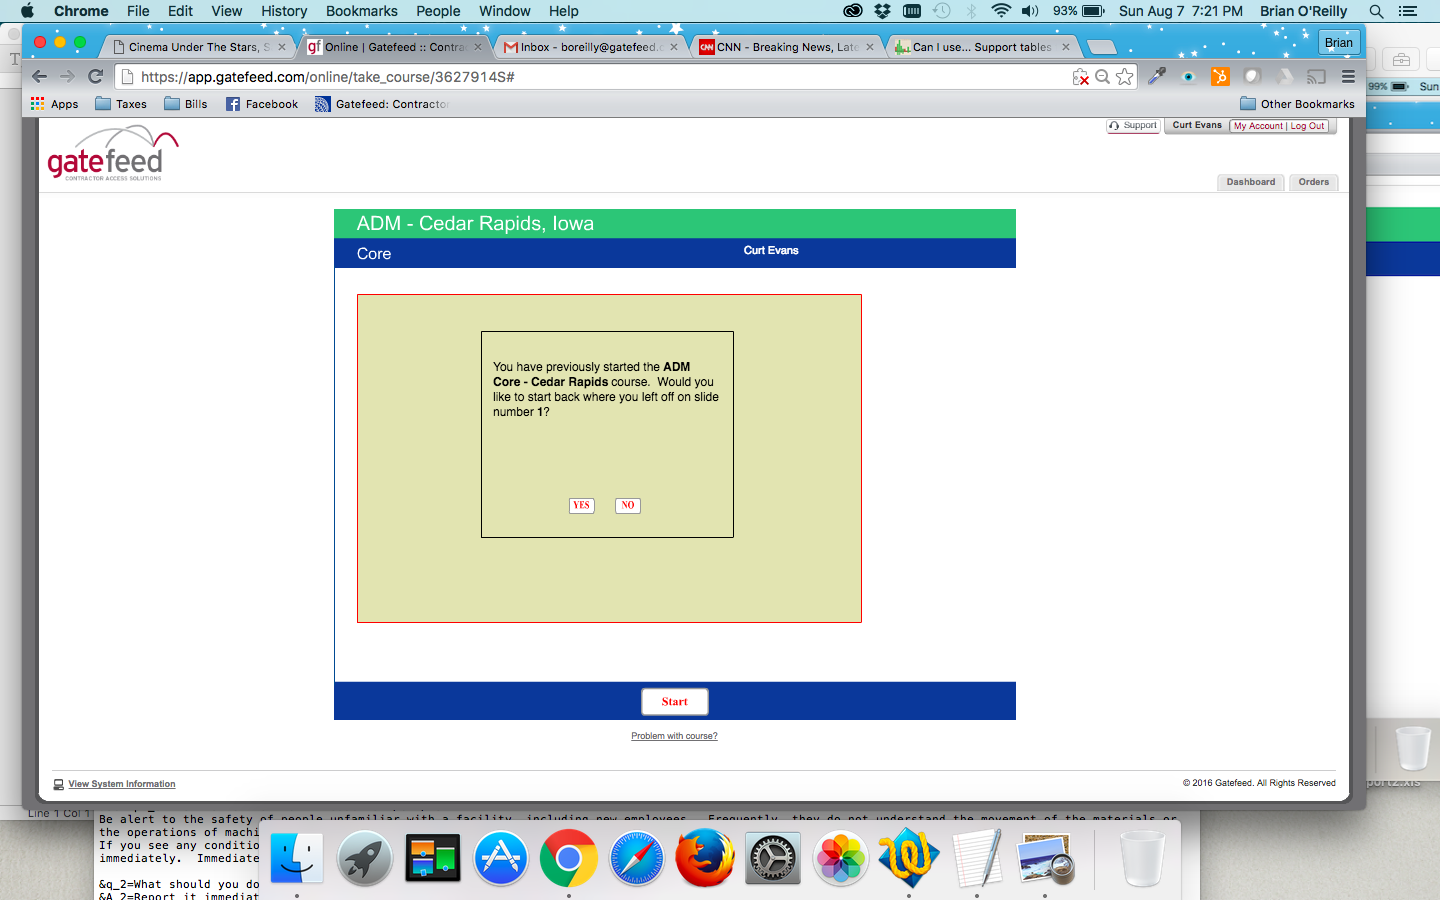 Chrome File Edit View History Bookmarks People Window Help 93% Sun Aug 7 7:21 PM Brian O'Reilly
Cinema Under The Stars, S
gf Online | Gatefeed :: Contra
Inbox - boreilly@gatefeed.c
CNN CNN - Breaking News, Late
Can I use... Support tables
Brian
https://app.gatefeed.com/online/take_course/3627914S#
99% Sun
Apps Taxes Bills Facebook Gatefeed: Contractor Other Bookmarks
Support Curt Evans My Account | Log Out
gatefeed
CONTRACTOR ACCESS SOLUTIONS
Dashboard Orders
ADM - Cedar Rapids, Iowa
Core Curt Evans
You have previously started the ADM
Core - Cedar Rapids course. Would you
like to start back where you left off on slide
number 1?
YES NO
Start
Problem with course?
View System Information © 2016 Gatefeed. All Rights Reserved
port2.xls
Line 1 Col 1
Be alert to the safety of people unfamiliar with a facility, including new employees. Frequently, they do not understand the movement of the materials or
the operations of machi
If you see any conditio
immediately. Immediate
&q_2=What should you do
&A_2=Report it immediat